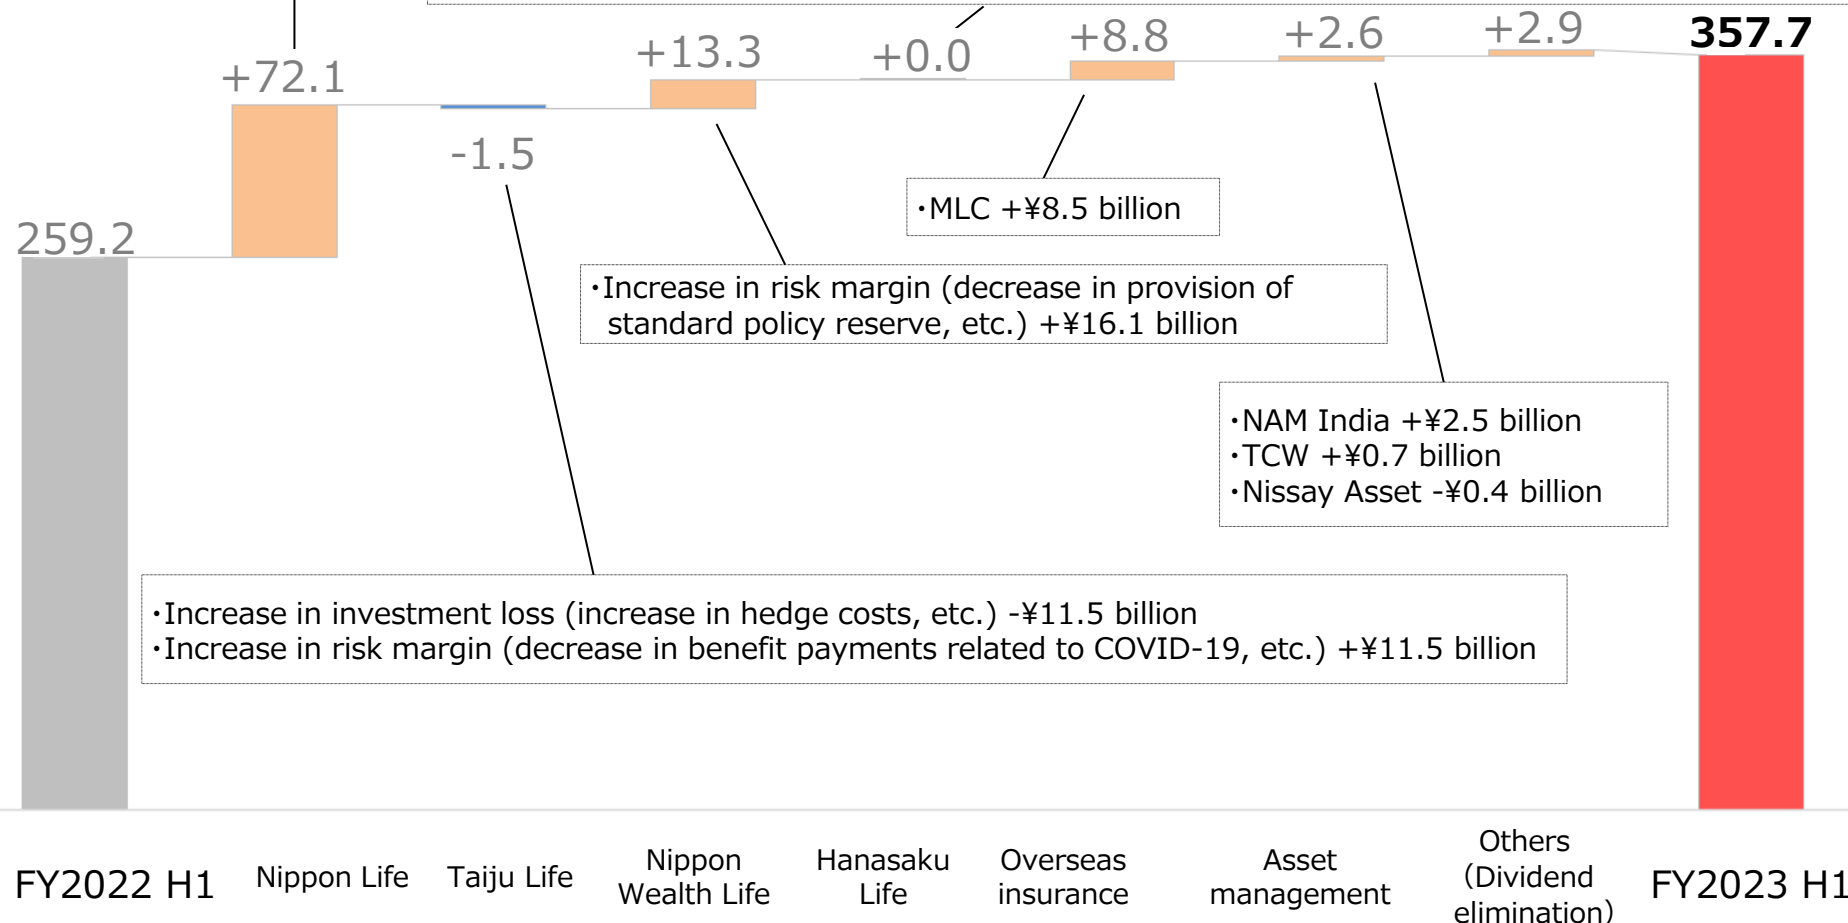 +72.1
-1.5
+13.3
+0.0
+8.8
+2.6
+2.9
357.7
259.2
・MLC +¥8.5 billion
・Increase in risk margin (decrease in provision of
standard policy reserve, etc.) +¥16.1 billion
・NAM India +¥2.5 billion
・TCW +¥0.7 billion
・Nissay Asset -¥0.4 billion
・Increase in investment loss (increase in hedge costs, etc.) -¥11.5 billion
・Increase in risk margin (decrease in benefit payments related to COVID-19, etc.) +¥11.5 billion
FY2022 H1
Nippon Life
Taiju Life
Nippon
Wealth Life
Hanasaku
Life
Overseas
insurance
Asset
management
Others
(Dividend
elimination)
FY2023 H1